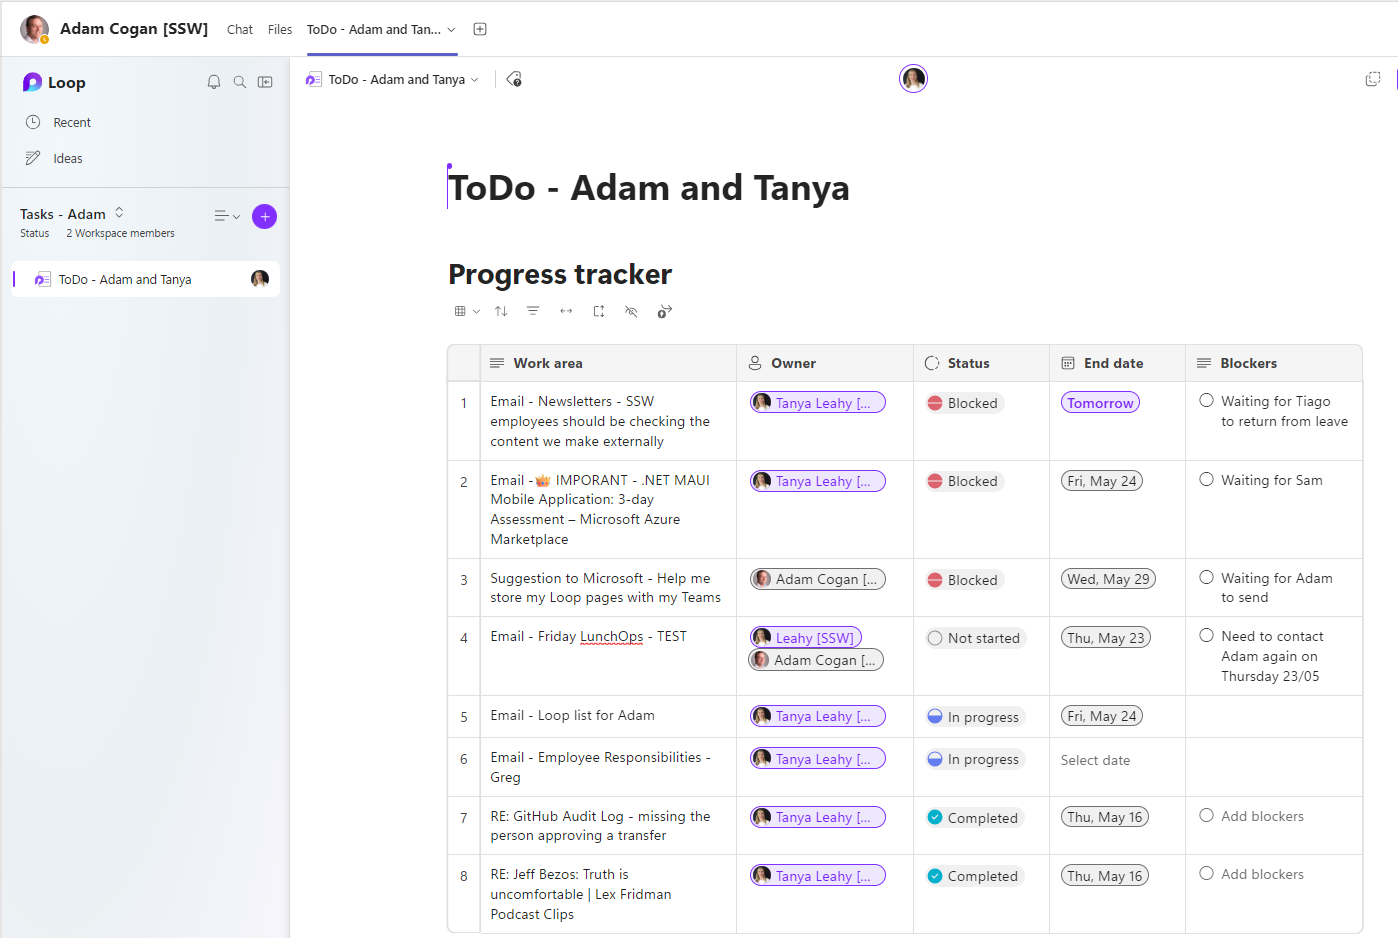 Adam Cogan [SSW]
Chat
Files
ToDo - Adam and Tan...
Loop
Recent
Ideas
Tasks - Adam
Status
2 Workspace members
ToDo - Adam and Tanya
ToDo - Adam and Tanya
ToDo - Adam and Tanya
Progress tracker
Work area
Owner
Status
End date
Blockers
1
Email - Newsletters - SSW
employees should be checking the
content we make externally
Tanya Leahy [...
Blocked
Tomorrow
Waiting for Tiago
to return from leave
2
Email - 👑 IMPORANT - .NET MAUI
Mobile Application: 3-day
Assessment – Microsoft Azure
Marketplace
Tanya Leahy [...
Blocked
Fri, May 24
Waiting for Sam
3
Suggestion to Microsoft - Help me
store my Loop pages with my Teams
Adam Cogan [...
Blocked
Wed, May 29
Waiting for Adam
to send
4
Email - Friday LunchOps - TEST
Leahy [SSW]
Adam Cogan [...
Not started
Thu, May 23
Need to contact
Adam again on
Thursday 23/05
5
Email - Loop list for Adam
Tanya Leahy [...
In progress
Fri, May 24
6
Email - Employee Responsibilities -
Greg
Tanya Leahy [...
In progress
Select date
7
RE: GitHub Audit Log - missing the
person approving a transfer
Tanya Leahy [...
Completed
Thu, May 16
Add blockers
8
RE: Jeff Bezos: Truth is
uncomfortable | Lex Fridman
Podcast Clips
Tanya Leahy [...
Completed
Thu, May 16
Add blockers